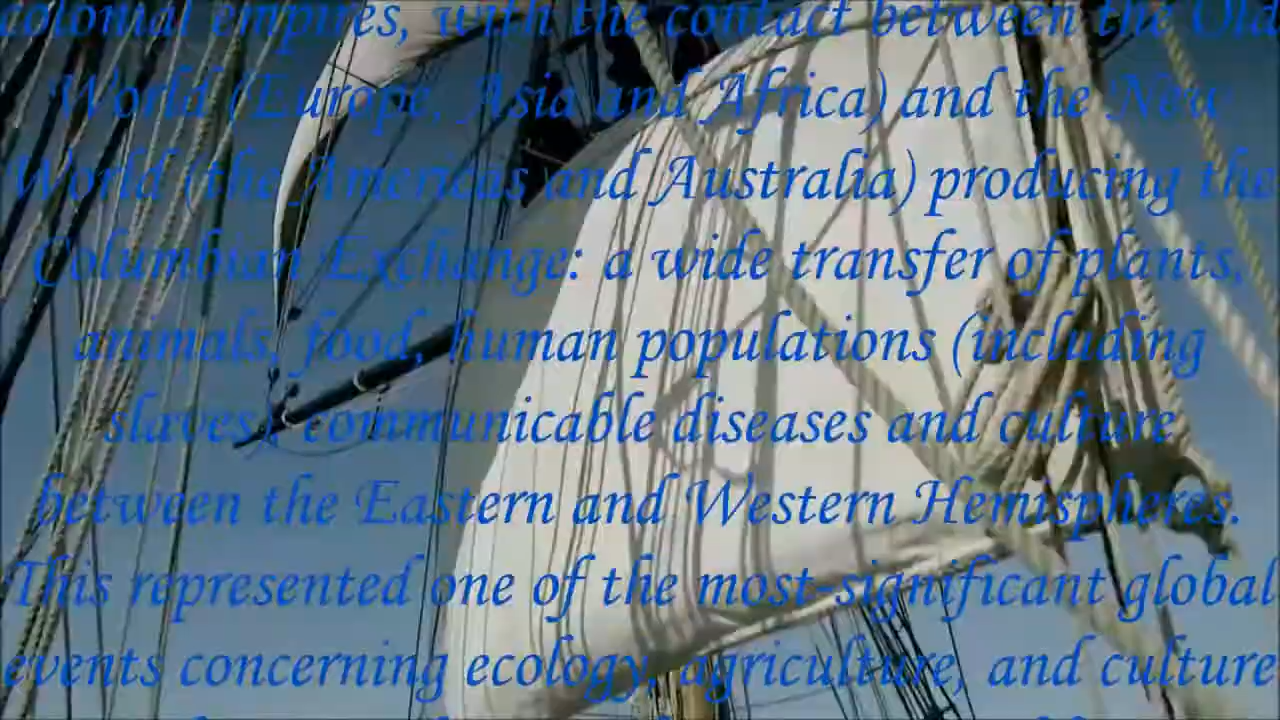 colonial empires, with the contact between the Old
World (Europe, Asia and Africa) and the New
World (the Americas and Australia) producing the
Columbian Exchange: a wide transfer of plants,
animals, food, human populations (including
slaves), communicable diseases and culture
between the Eastern and Western Hemispheres.
This represented one of the most-significant global
events concerning ecology, agriculture, and culture